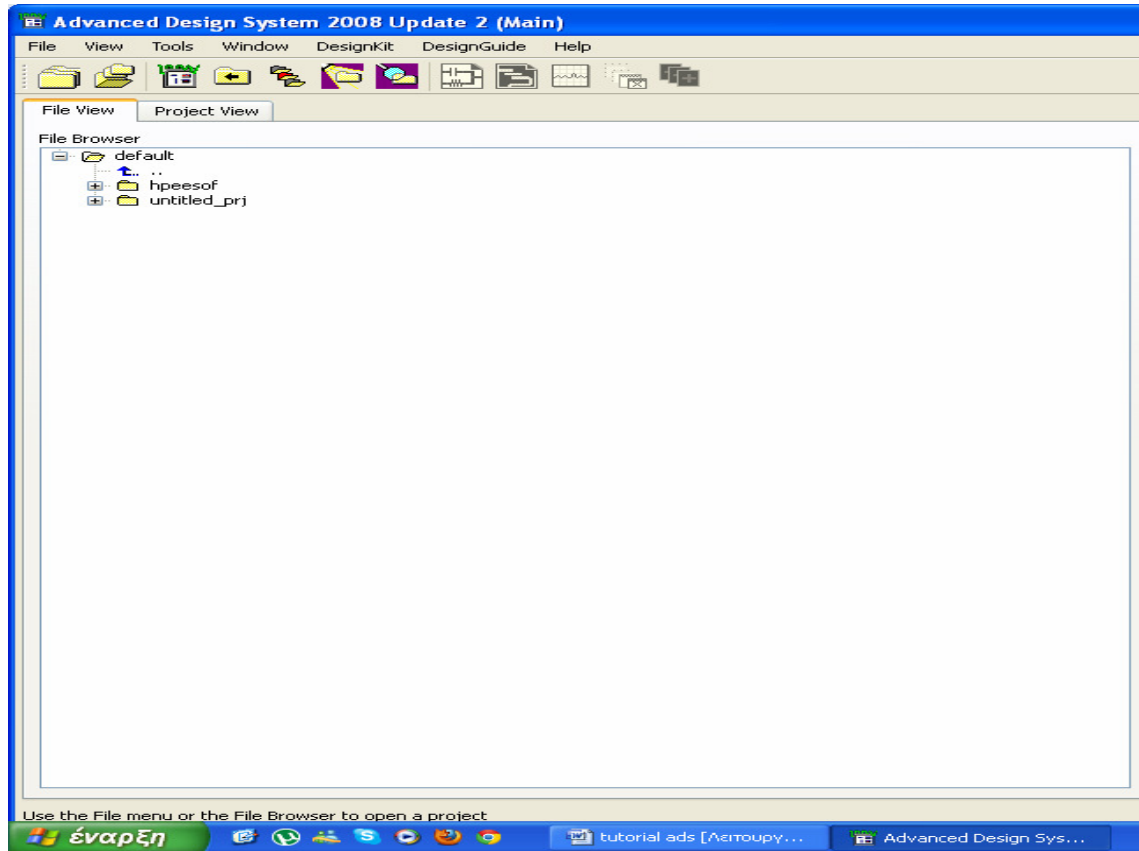 Advanced Design System 2008 Update 2 (Main)
File View Tools Window DesignKit DesignGuide Help
File View Project View
File Browser
default
..
hpeesof
untitled_prj
Use the File menu or the File Browser to open a project
έναρξη tutorial ads [Λειτουργ... Advanced Design Sys...